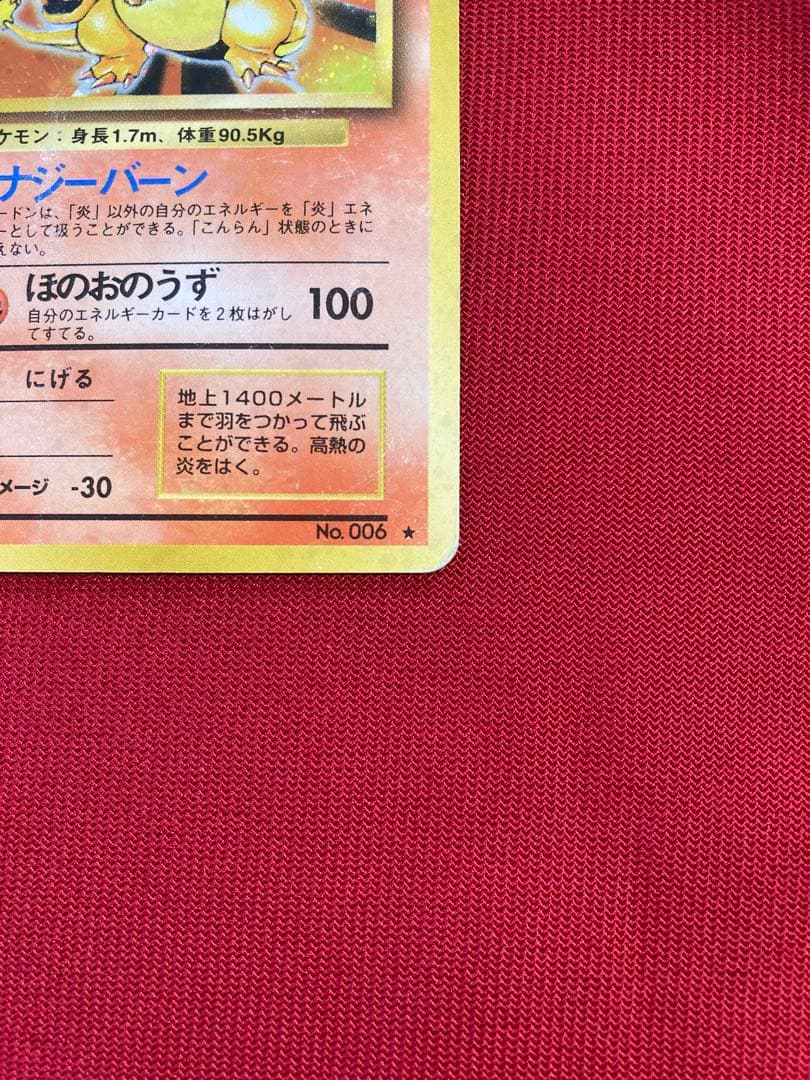 ケモン：身長1.7m、体重90.5Kg
ナジーバーン
ードンは、「炎」以外の自分のエネルギーを「炎」エネ
ーとして扱うことができる。「こんらん」状態のときに
えない。
ほのおのうず 100
自分のエネルギーカードを2枚はがし
てすてる。
にげる
地上1400メートル
まで羽をつかって飛ぶ
ことができる。高熱の
炎をはく。
メージ -30
No. 006 ★